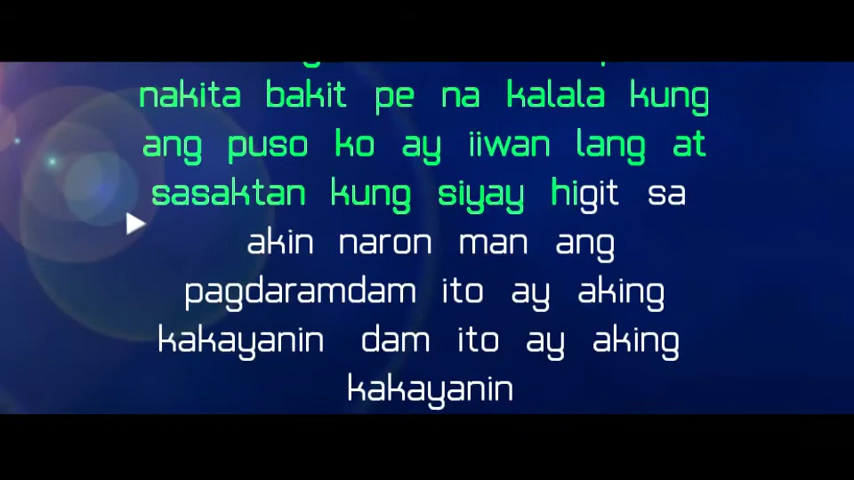 nakita bakit pe na kalala kung
ang puso ko ay iiwan lang at
sasaktan kung siyay higit sa
akin naron man ang
pagdaramdam ito ay aking
kakayanin dam ito ay aking
kakayanin